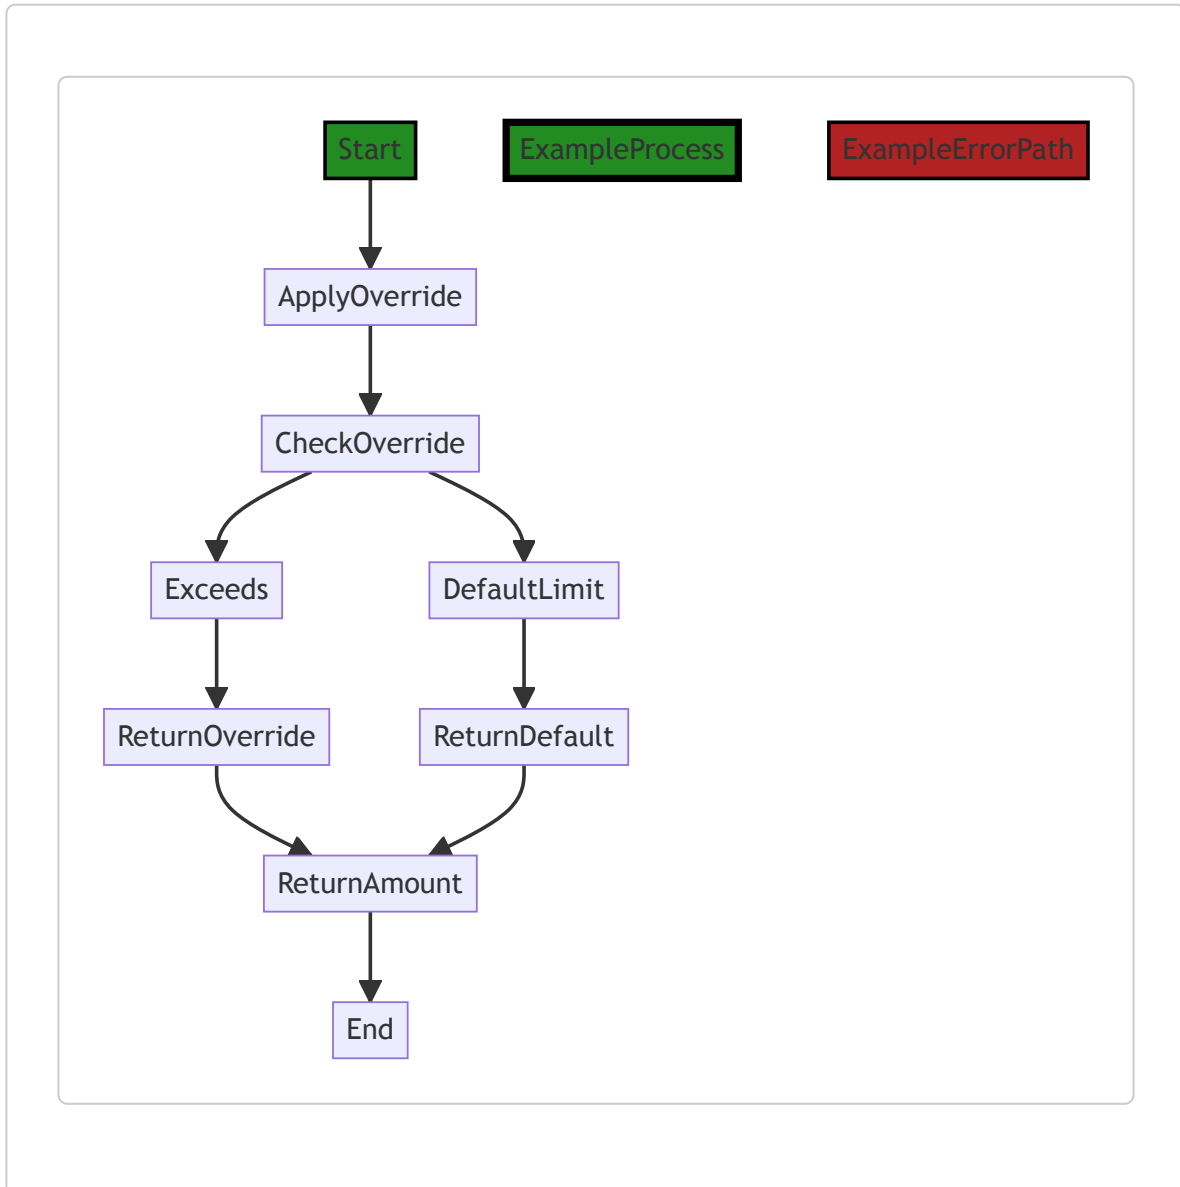 Start
ExampleProcess
ExampleErrorPath
ApplyOverride
CheckOverride
Exceeds
DefaultLimit
ReturnOverride
ReturnDefault
ReturnAmount
End